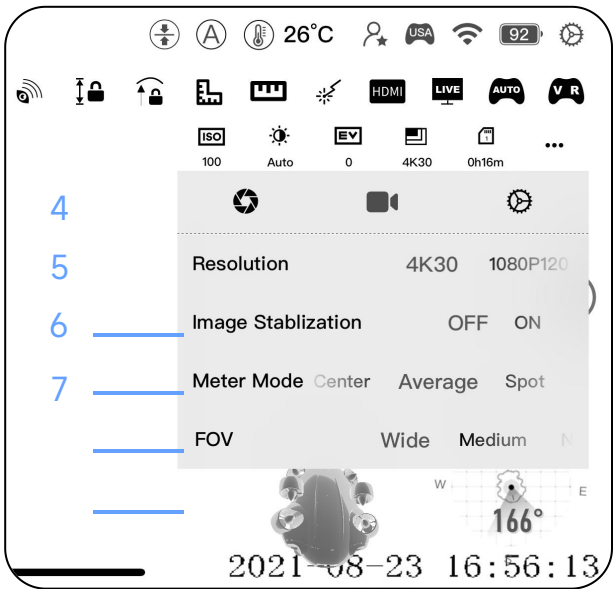 A 26°C USA 92
HDMI LIVE AUTO V R
ISO EV 1
100 Auto 0 4K30 0h16m ...
4
5 Resolution 4K30 1080P120
6 Image Stablization OFF ON
7 Meter Mode Center Average Spot
FOV Wide Medium N
W E
166°
2021-08-23 16:56:13